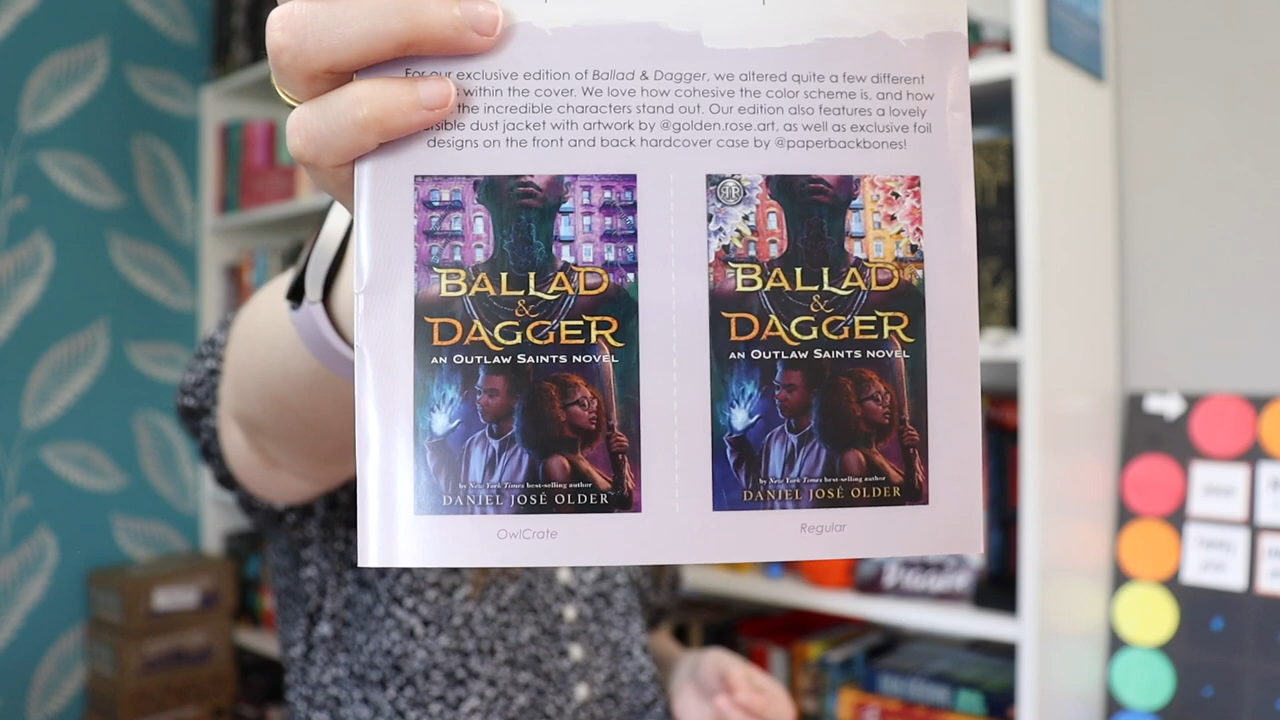 For our exclusive edition of Ballad & Dagger, we altered quite a few different
within the cover. We love how cohesive the color scheme is, and how
the incredible characters stand out. Our edition also features a lovely
dust jacket with artwork by @golden.rose.art, as well as exclusive foil
designs on the front and back hardcover case by @paperbackbones!
BALLAD
&
DAGGER
AN OUTLAW SAINTS NOVEL
by New York Times best-selling author
DANIEL JOSÉ OLDER
OwlCrate
RR
BALLAD
&
DAGGER
AN OUTLAW SAINTS NOVEL
by New York Times best-selling author
DANIEL JOSÉ OLDER
Regular